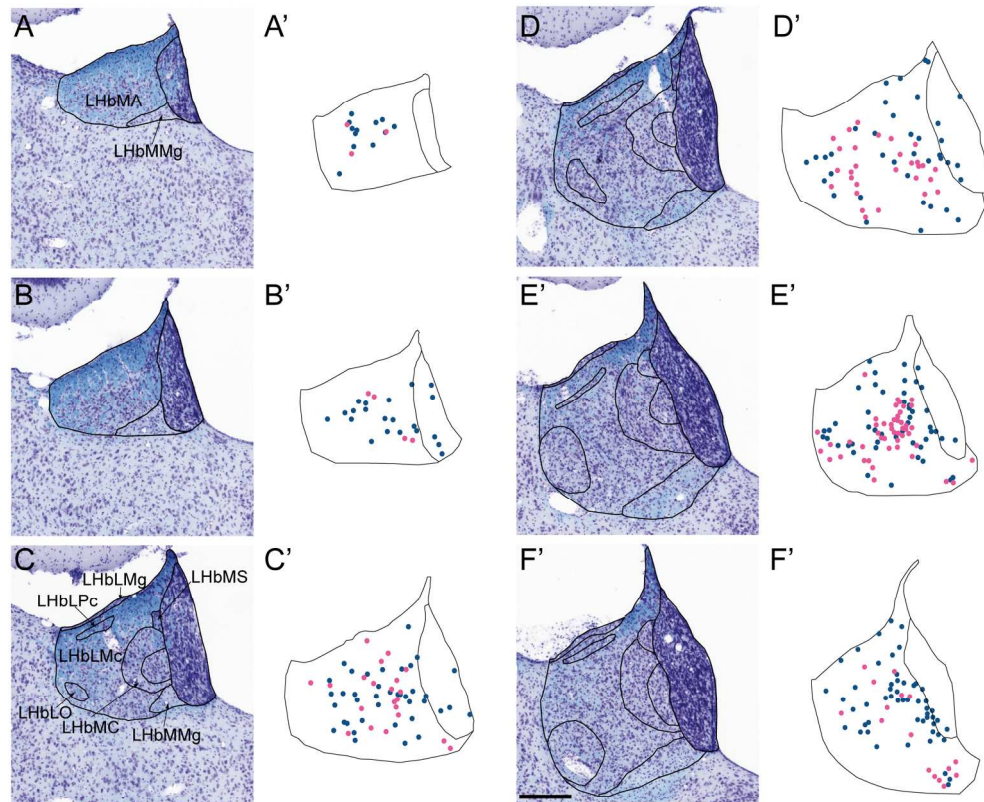 A
A’
D
D’
LHbMA
LHbMMg
B
B’
E’
E’
C
C’
F’
F’
LHbLMg
LHbMS
LHbLPc
LHbLMc
LHbLO
LHbMC
LHbMMg